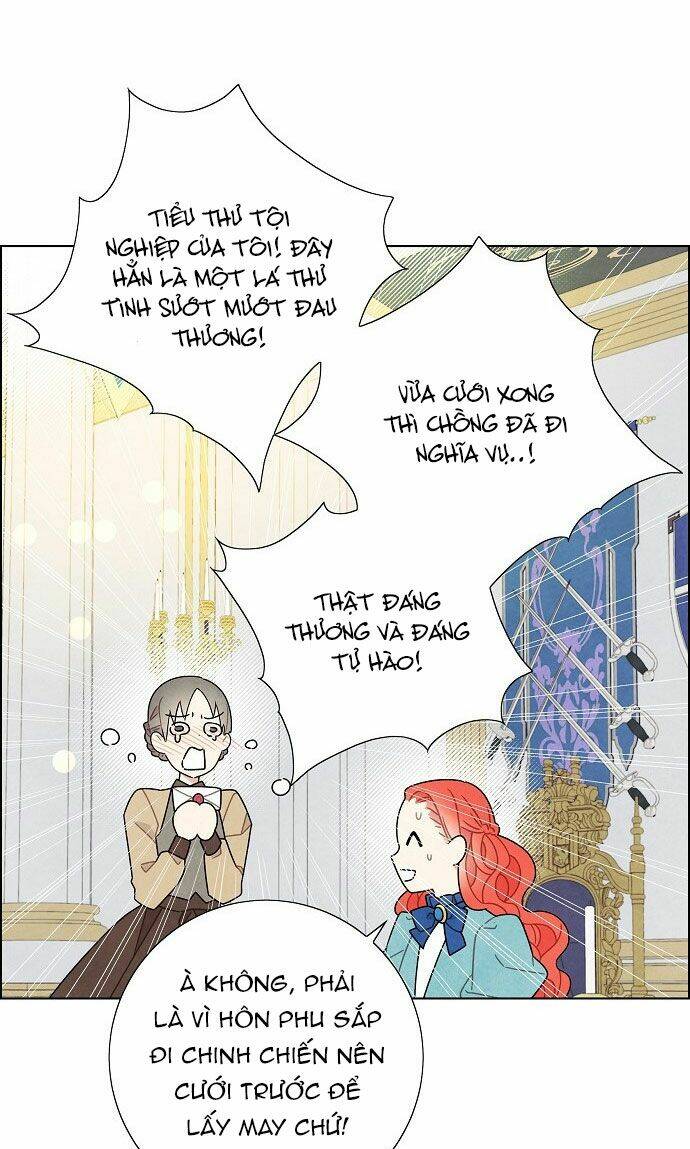 TIỂU THƯ TỘI
NGHIỆP CỦA TÔI! ĐÂY
HẲN LÀ MỘT LÁ THƯ
TÌNH SƯỚT MƯỚT ĐAU
THƯƠNG!
VỪA CƯỚI XONG
THÌ CHỒNG ĐÃ ĐI
NGHĨA VỤ..!
THẬT ĐÁNG
THƯƠNG VÀ ĐÁNG
TỰ HÀO!
À KHÔNG, PHẢI
LÀ VÌ HÔN PHU SẮP
ĐI CHINH CHIẾN NÊN
CƯỚI TRƯỚC ĐỂ
LẤY MAY CHỨ!